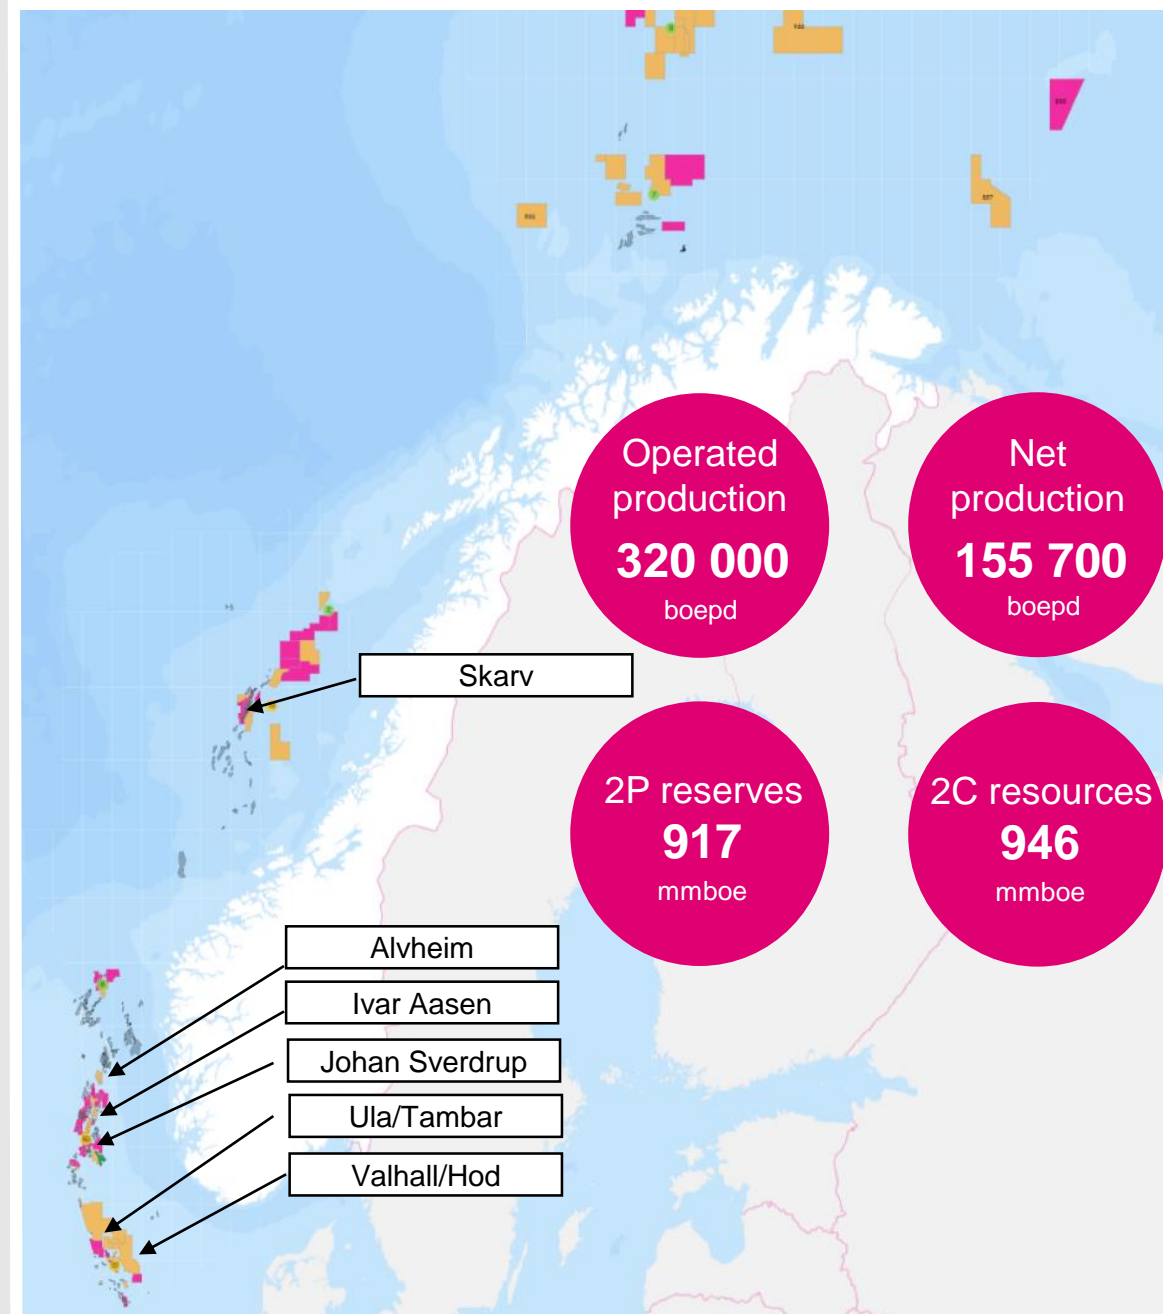 Operated
production
320 000
boepd
Net
production
155 700
boepd
Skarv
2P reserves
917
mmboe
2C resources
946
mmboe
Alvheim
Ivar Aasen
Johan Sverdrup
Ula/Tambar
Valhall/Hod